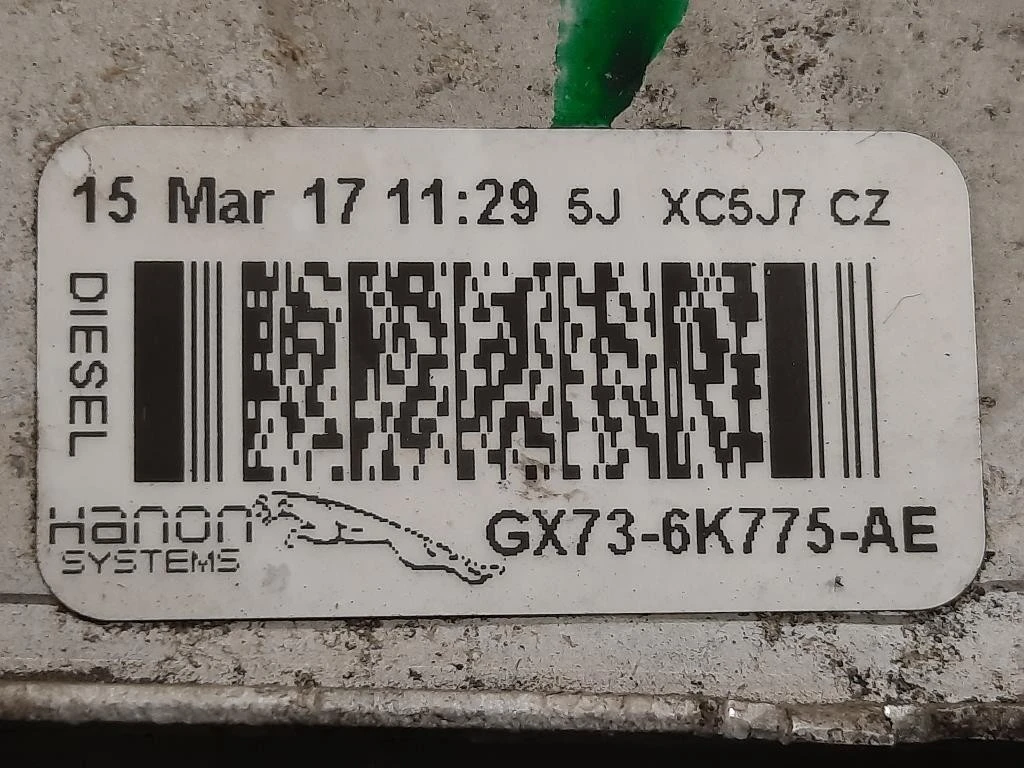 15 Mar 17 11:29 5J XC5J7 CZ
DIESEL
Hanon
SYSTEMS
GX73-6K775-AE